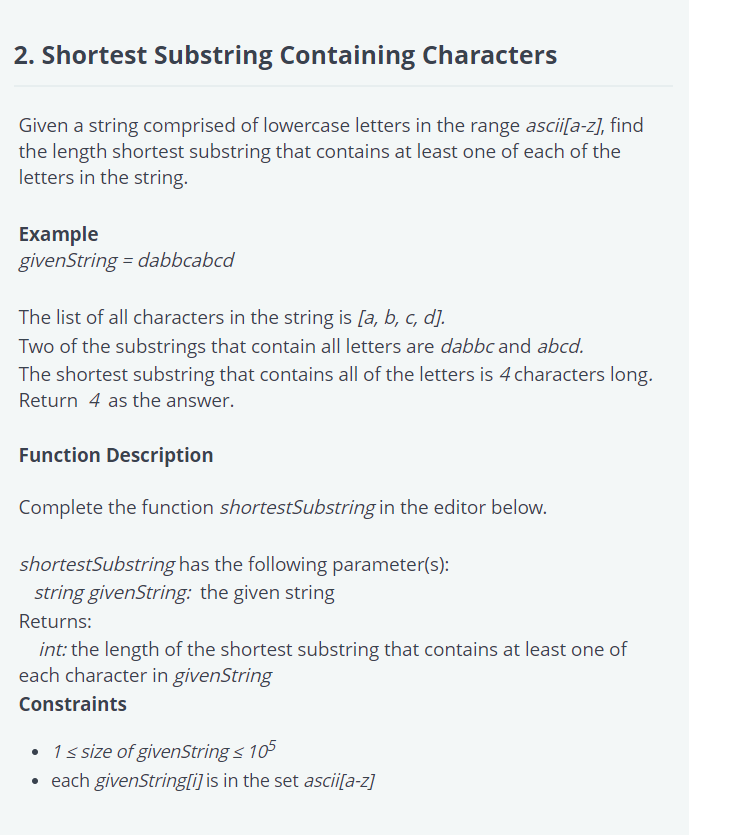 2. Shortest Substring Containing Characters
Given a string comprised of lowercase letters in the range ascii[a-z], find
the length shortest substring that contains at least one of each of the
letters in the string.
Example
givenString = dabbcabcd
The list of all characters in the string is [a, b, c, d].
Two of the substrings that contain all letters are dabbc and abcd.
The shortest substring that contains all of the letters is 4 characters long.
Return 4 as the answer.
Function Description
Complete the function shortestSubstring in the editor below.
shortestSubstring has the following parameter(s):
string givenString: the given string
Returns:
int: the length of the shortest substring that contains at least one of
each character in givenString
Constraints
• 1 ≤ size of givenString ≤ 10⁵
• each givenString[i] is in the set ascii[a-z]